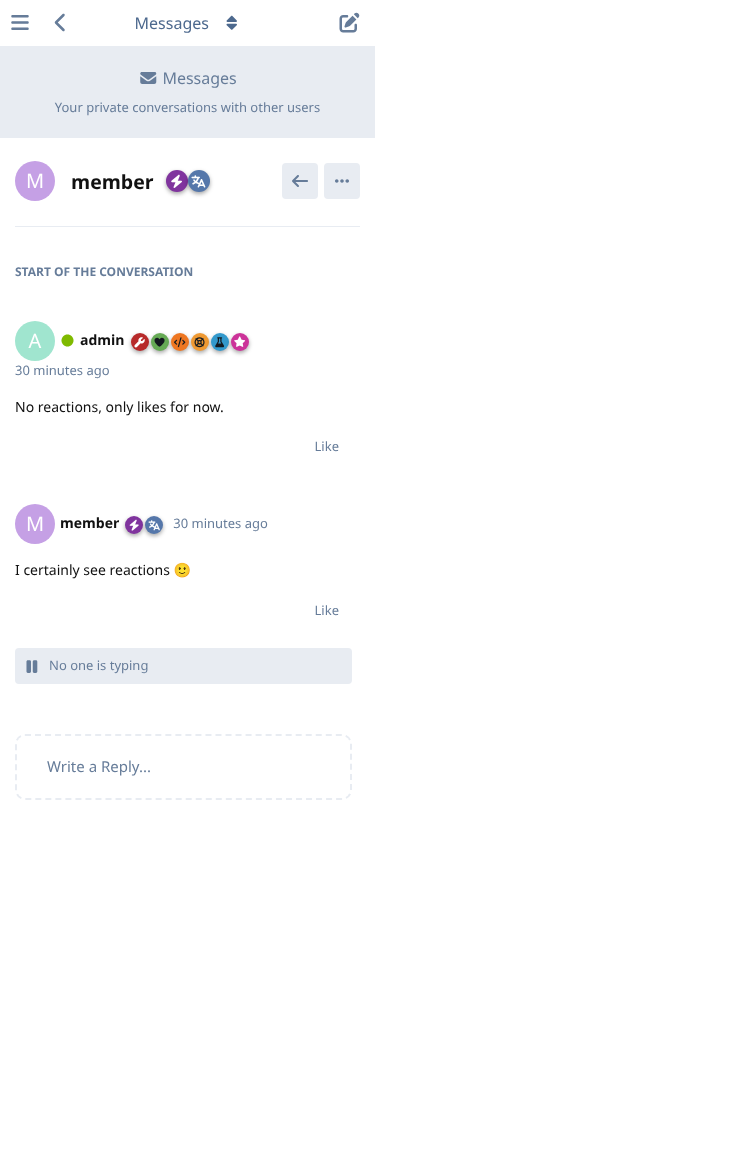 Messages
Messages
Your private conversations with other users
M
member
START OF THE CONVERSATION
A
admin
30 minutes ago
No reactions, only likes for now.
Like
M
member 30 minutes ago
I certainly see reactions 🙂
Like
No one is typing
Write a Reply...